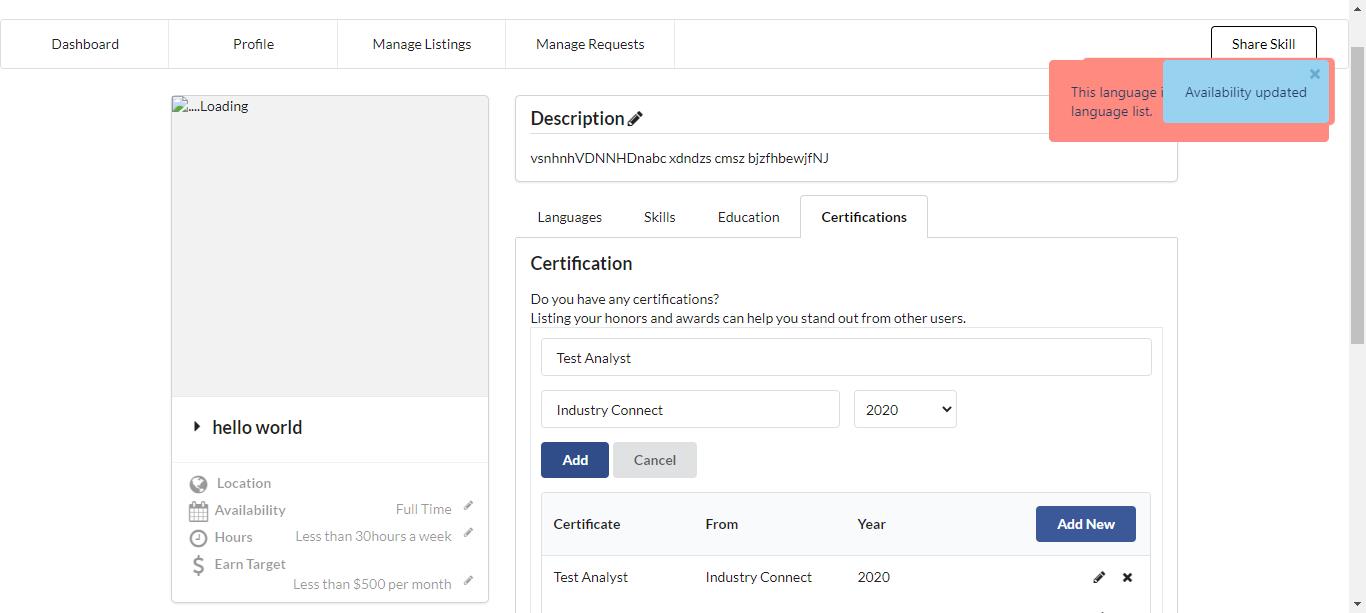 Dashboard
Profile
Manage Listings
Manage Requests
Share Skill
This language i
language list.
Availability updated
....Loading
hello world
Location
Availability
Full Time
Hours
Less than 30hours a week
Earn Target
Less than $500 per month
Description
vsnhnhVDNNHDnabc xdndzs cmsz bjzfhbewjfNJ
Languages
Skills
Education
Certifications
Certification
Do you have any certifications?
Listing your honors and awards can help you stand out from other users.
Test Analyst
Industry Connect
2020
Add
Cancel
Certificate
From
Year
Add New
Test Analyst
Industry Connect
2020